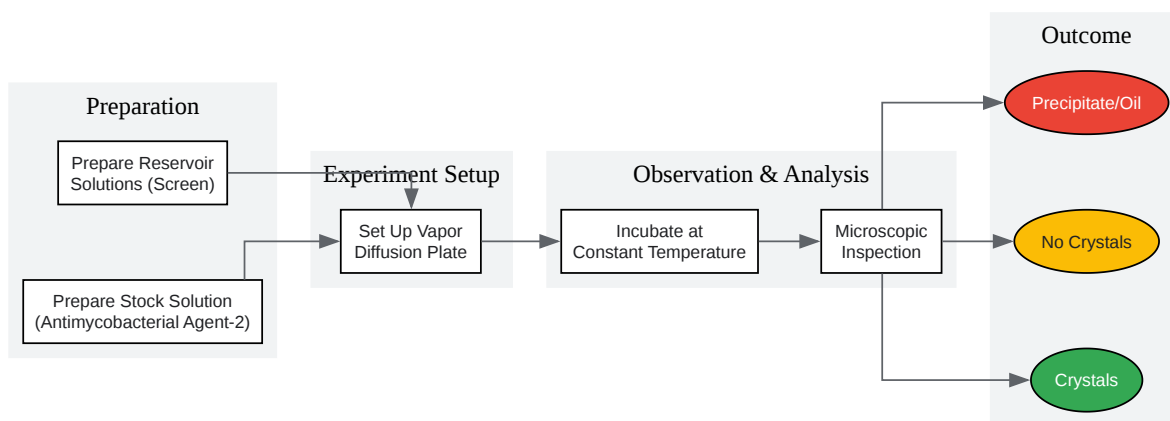 Preparation
Prepare Reservoir
Solutions (Screen)
Prepare Stock Solution
(Antimycobacterial Agent-2)
Experiment Setup
Set Up Vapor
Diffusion Plate
Observation & Analysis
Incubate at
Constant Temperature
Microscopic
Inspection
Outcome
Precipitate/Oil
No Crystals
Crystals